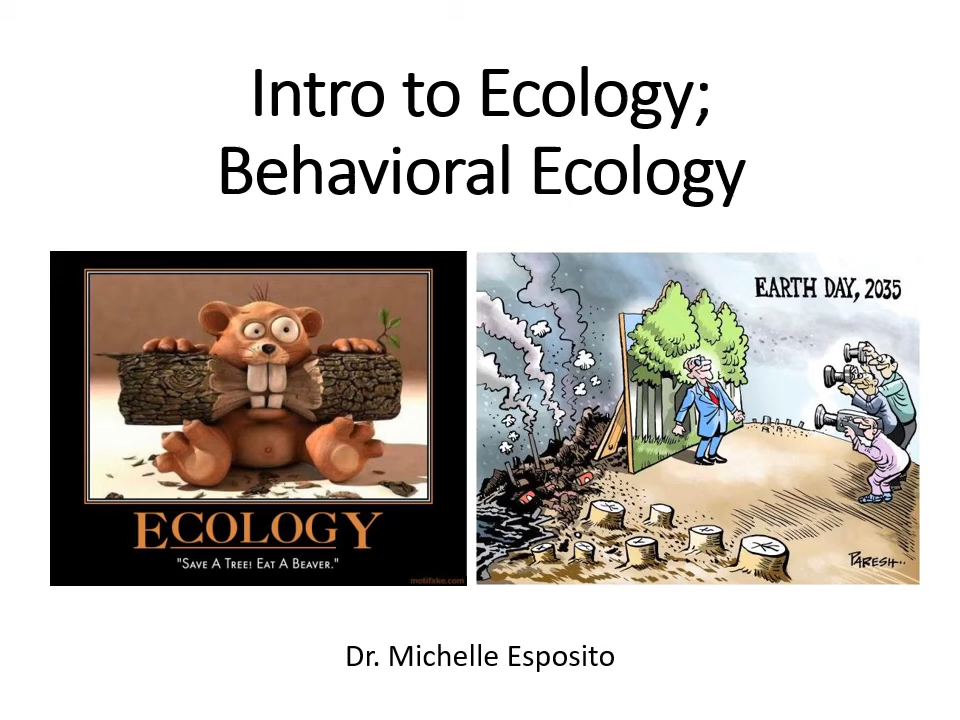 Intro to Ecology;
Behavioral Ecology
ECOLOGY
"SAVE A TREE! EAT A BEAVER."
motifake.com
EARTH DAY, 2035
PARESH..
Dr. Michelle Esposito